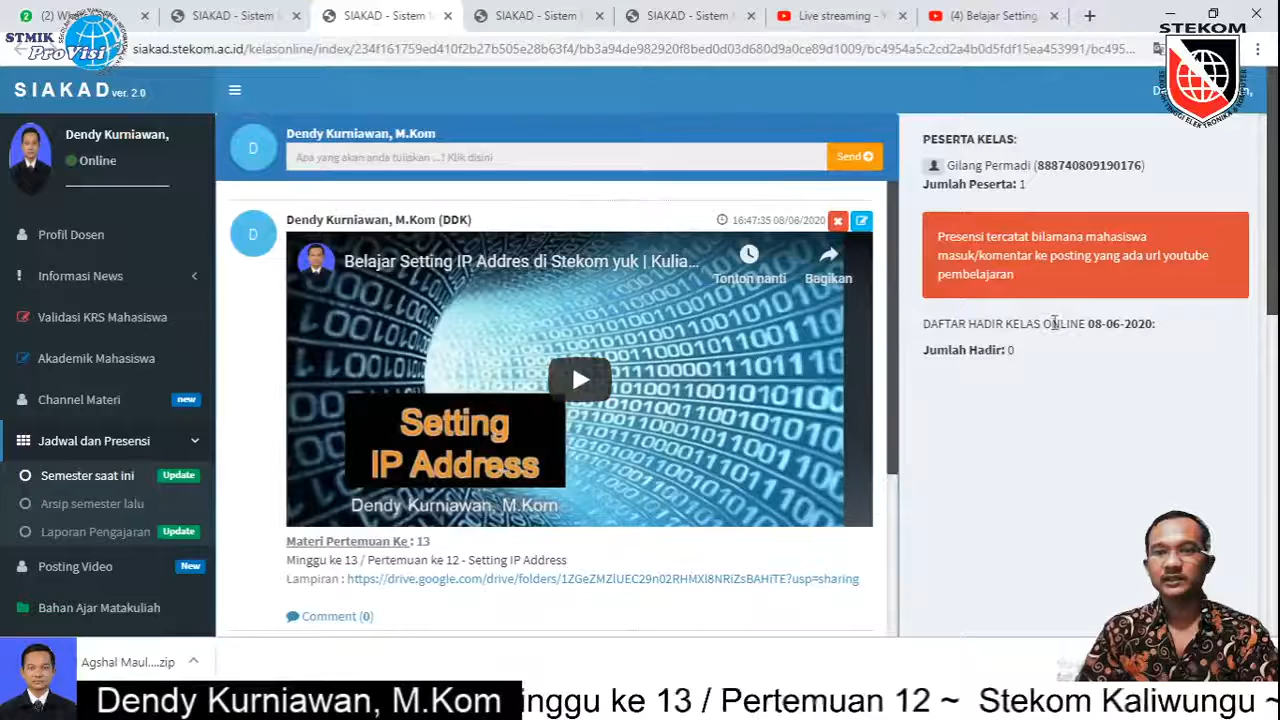 (2) Wh
SIAKAD - Sistem
SIAKAD - Sistem
SIAKAD - Sistem
SIAKAD - Sistem
Live streaming - Y
(4) Belajar Setting
siakad.stekom.ac.id/kelasonline/index/
STMIK
ProVisi
STEKOM
SIAKAD ver. 2.0
Dendy Kurniawan,
Online
Profil Dosen
Informasi News
Validasi KRS Mahasiswa
Akademik Mahasiswa
Channel Materi new
Jadwal dan Presensi
Semester saat ini Update
Arsip semester lalu
Laporan Pengajaran Update
Posting Video New
Bahan Ajar Matakuliah
D
Dendy Kurniawan, M.Kom
Apa yang akan anda tuliskan ...! Klik disini
Send
D
Dendy Kurniawan, M.Kom (DDK)
16:47:35 08/06/2020
Belajar Setting IP Addres di Stekom yuk | Kulia...
Tonton nanti
Bagikan
Setting
IP Address
Dendy Kurniawan, M.Kom
Materi Pertemuan Ke : 13
Minggu ke 13 / Pertemuan ke 12 - Setting IP Address
Lampiran : https://drive.google.com/drive/folders/1ZGeZMZlUEC29n02RHMXl8NRiZsBAHiTE?usp=sharing
Comment (0)
PESERTA KELAS:
Gilang Permadi (888740809190176)
Jumlah Peserta: 1
Presensi tercatat bilamana mahasiswa
masuk/komentar ke posting yang ada url youtube
pembelajaran
DAFTAR HADIR KELAS ONLINE 08-06-2020:
Jumlah Hadir: 0
Agshal Maul....zip
Dendy Kurniawan, M.Kom
inggu ke 13 / Pertemuan 12 ~ Stekom Kaliwungu ~